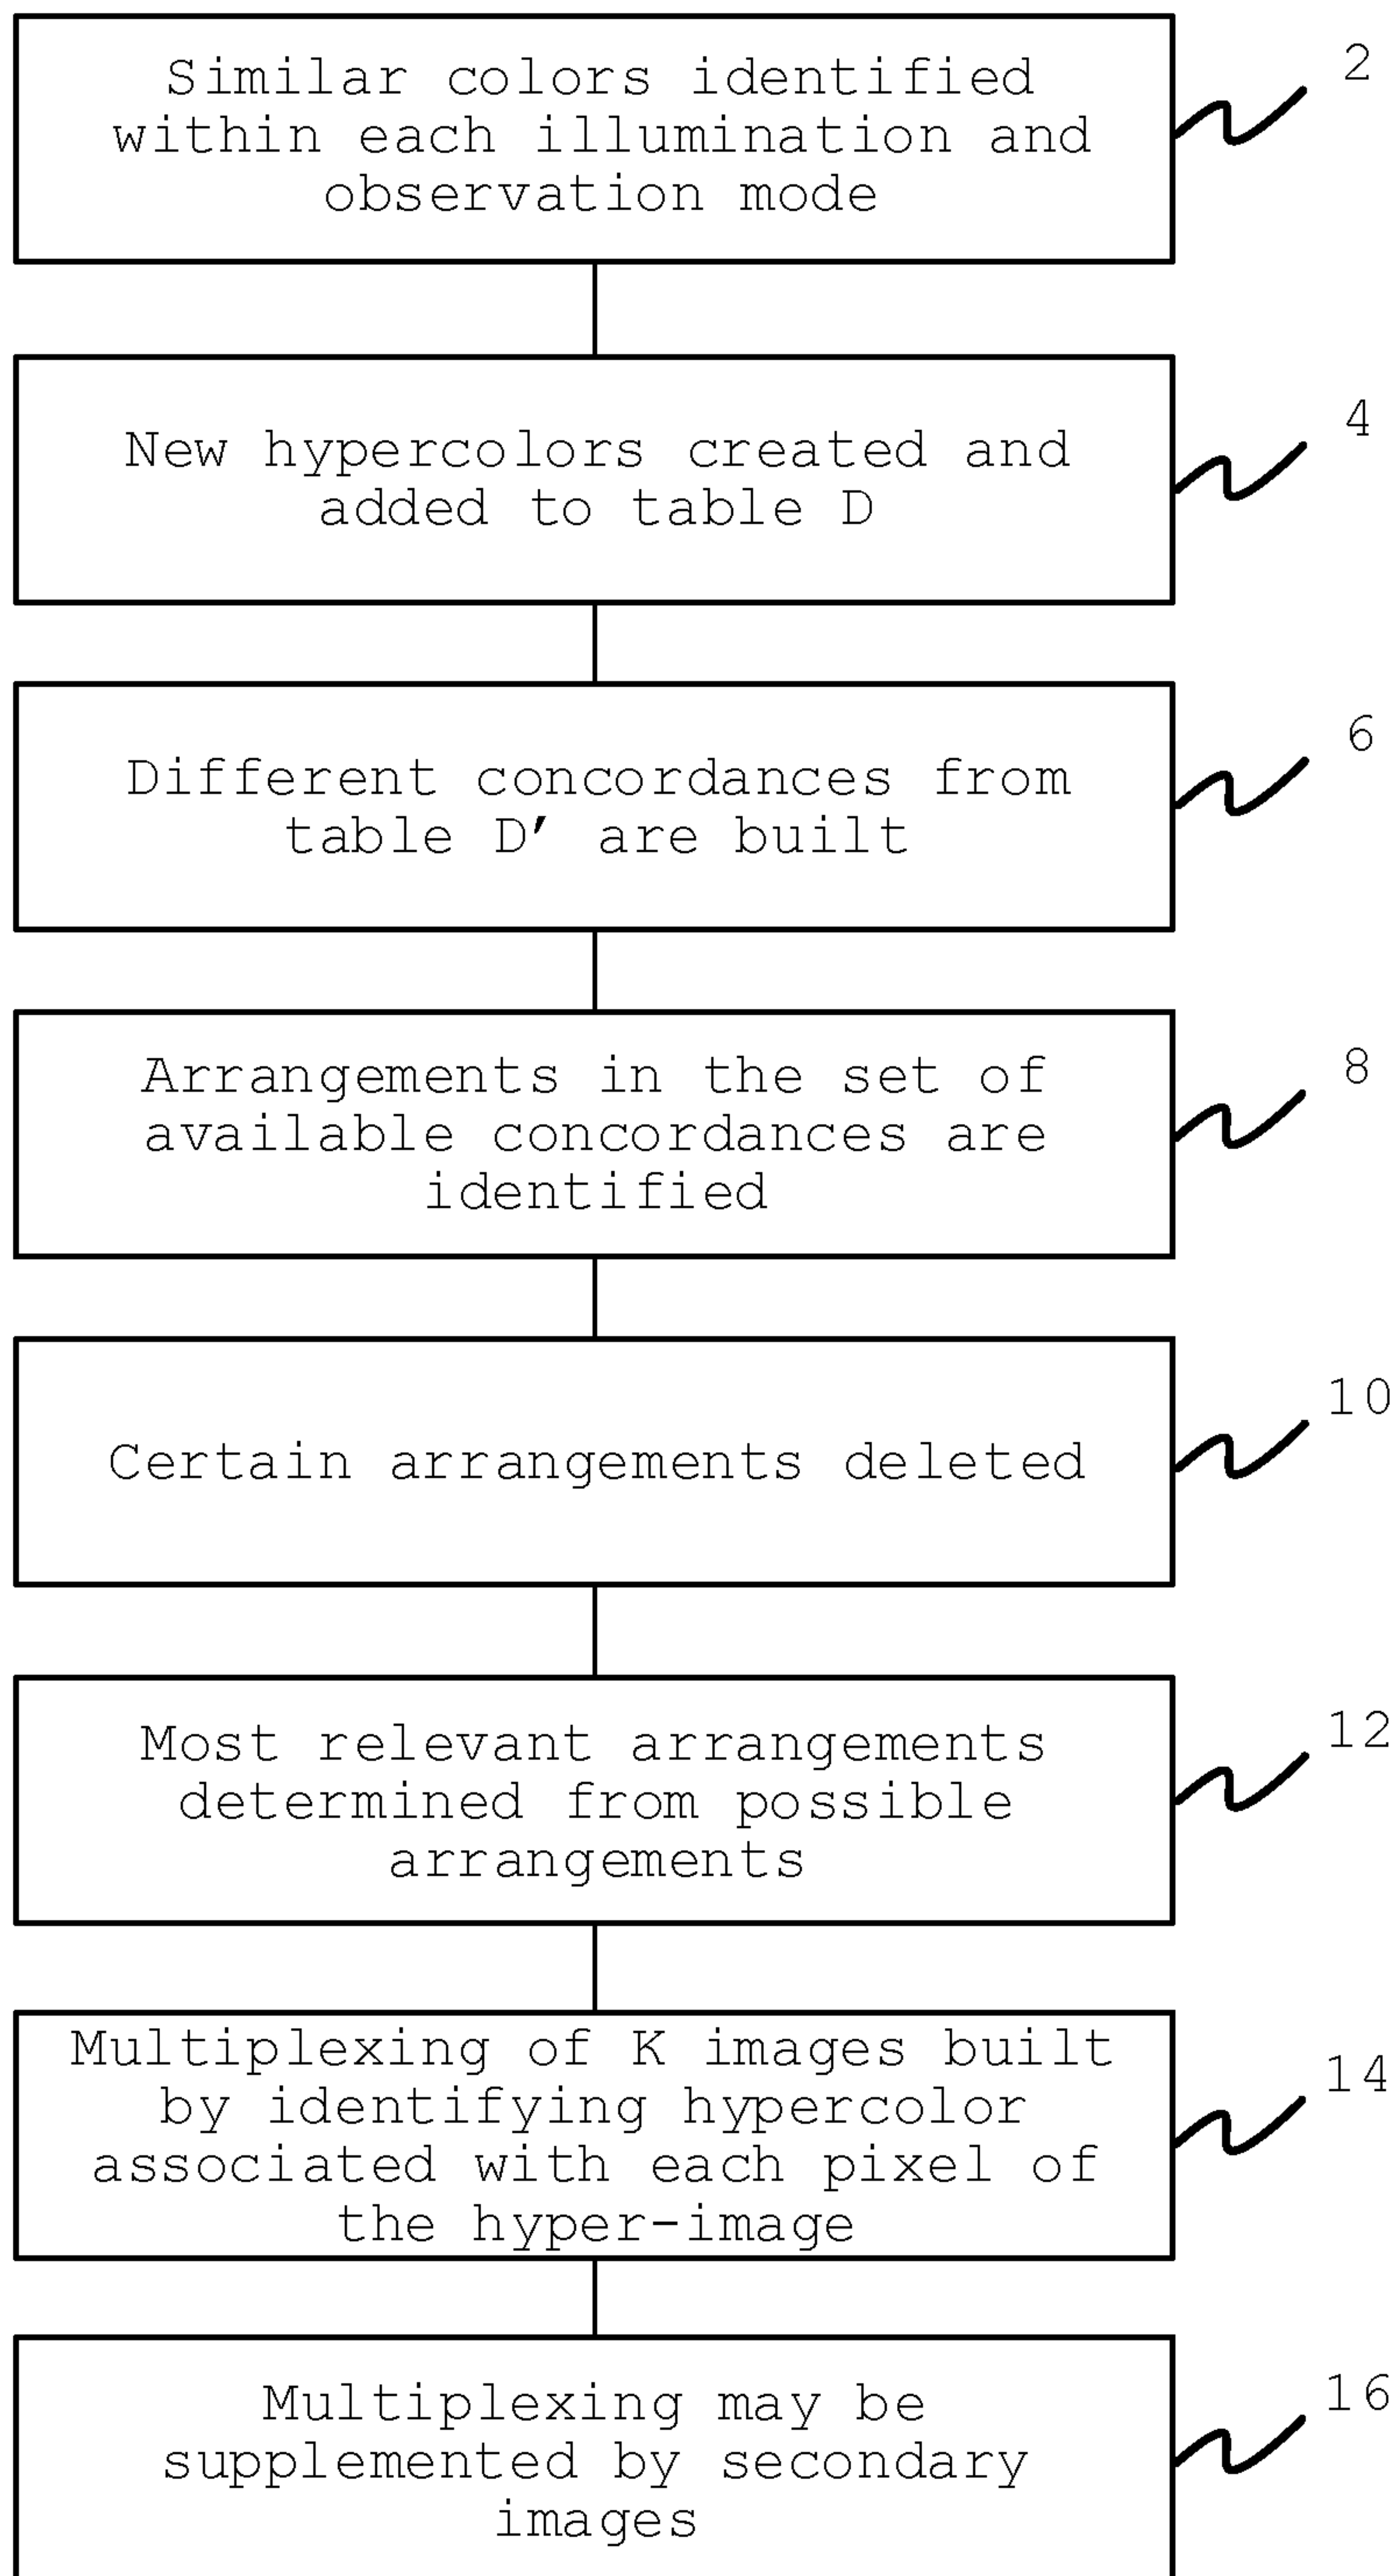 Similar colors identified
within each illumination and
observation mode
2
New hypercolors created and
added to table D
4
Different concordances from
table D′ are built
6
Arrangements in the set of
available concordances are
identified
8
Certain arrangements deleted
10
Most relevant arrangements
determined from possible
arrangements
12
Multiplexing of K images built
by identifying hypercolor
associated with each pixel of
the hyper-image
14
Multiplexing may be
supplemented by secondary
images
16